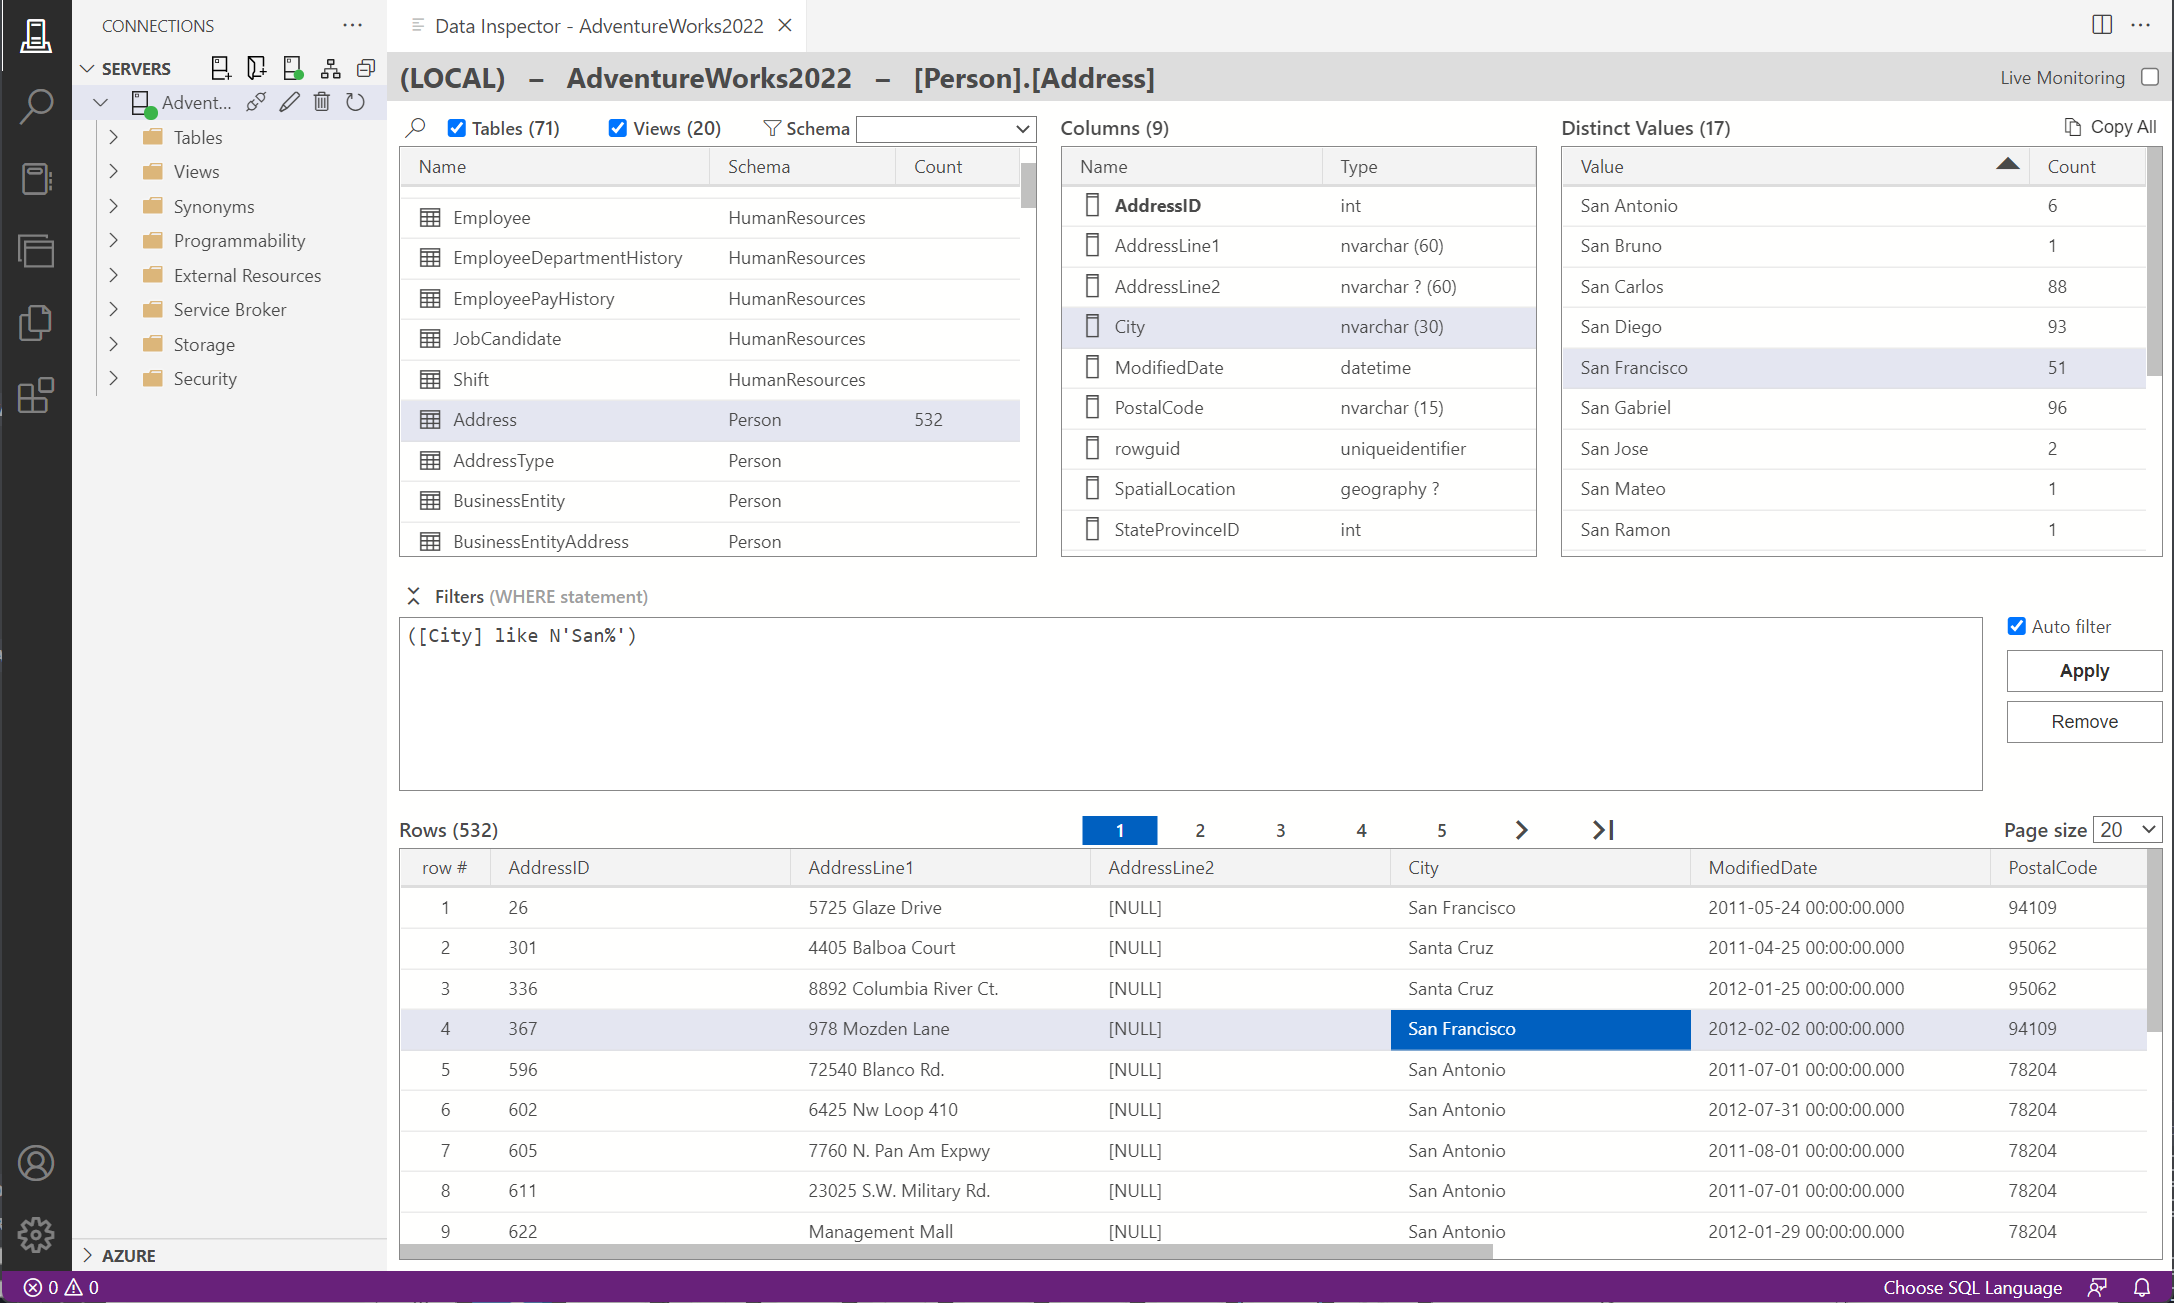 CONNECTIONS
SERVERS
Advent...
Tables
Views
Synonyms
Programmability
External Resources
Service Broker
Storage
Security
AZURE
Data Inspector - AdventureWorks2022
(LOCAL) – AdventureWorks2022 – [Person].[Address]
Live Monitoring
Tables (71) Views (20) Schema
Name Schema Count
Employee HumanResources
EmployeeDepartmentHistory HumanResources
EmployeePayHistory HumanResources
JobCandidate HumanResources
Shift HumanResources
Address Person 532
AddressType Person
BusinessEntity Person
BusinessEntityAddress Person
Columns (9)
Name Type
AddressID int
AddressLine1 nvarchar (60)
AddressLine2 nvarchar ? (60)
City nvarchar (30)
ModifiedDate datetime
PostalCode nvarchar (15)
rowguid uniqueidentifier
SpatialLocation geography ?
StateProvinceID int
Distinct Values (17) Copy All
Value Count
San Antonio 6
San Bruno 1
San Carlos 88
San Diego 93
San Francisco 51
San Gabriel 96
San Jose 2
San Mateo 1
San Ramon 1
Filters (WHERE statement)
([City] like N'San%')
Auto filter
Apply
Remove
Rows (532) 1 2 3 4 5 Page size 20
row # AddressID AddressLine1 AddressLine2 City ModifiedDate PostalCode
1 26 5725 Glaze Drive [NULL] San Francisco 2011-05-24 00:00:00.000 94109
2 301 4405 Balboa Court [NULL] Santa Cruz 2011-04-25 00:00:00.000 95062
3 336 8892 Columbia River Ct. [NULL] Santa Cruz 2012-01-25 00:00:00.000 95062
4 367 978 Mozden Lane [NULL] San Francisco 2012-02-02 00:00:00.000 94109
5 596 72540 Blanco Rd. [NULL] San Antonio 2011-07-01 00:00:00.000 78204
6 602 6425 Nw Loop 410 [NULL] San Antonio 2012-07-31 00:00:00.000 78204
7 605 7760 N. Pan Am Expwy [NULL] San Antonio 2011-08-01 00:00:00.000 78204
8 611 23025 S.W. Military Rd. [NULL] San Antonio 2011-07-01 00:00:00.000 78204
9 622 Management Mall [NULL] San Antonio 2012-01-29 00:00:00.000 78204
0 0 Choose SQL Language